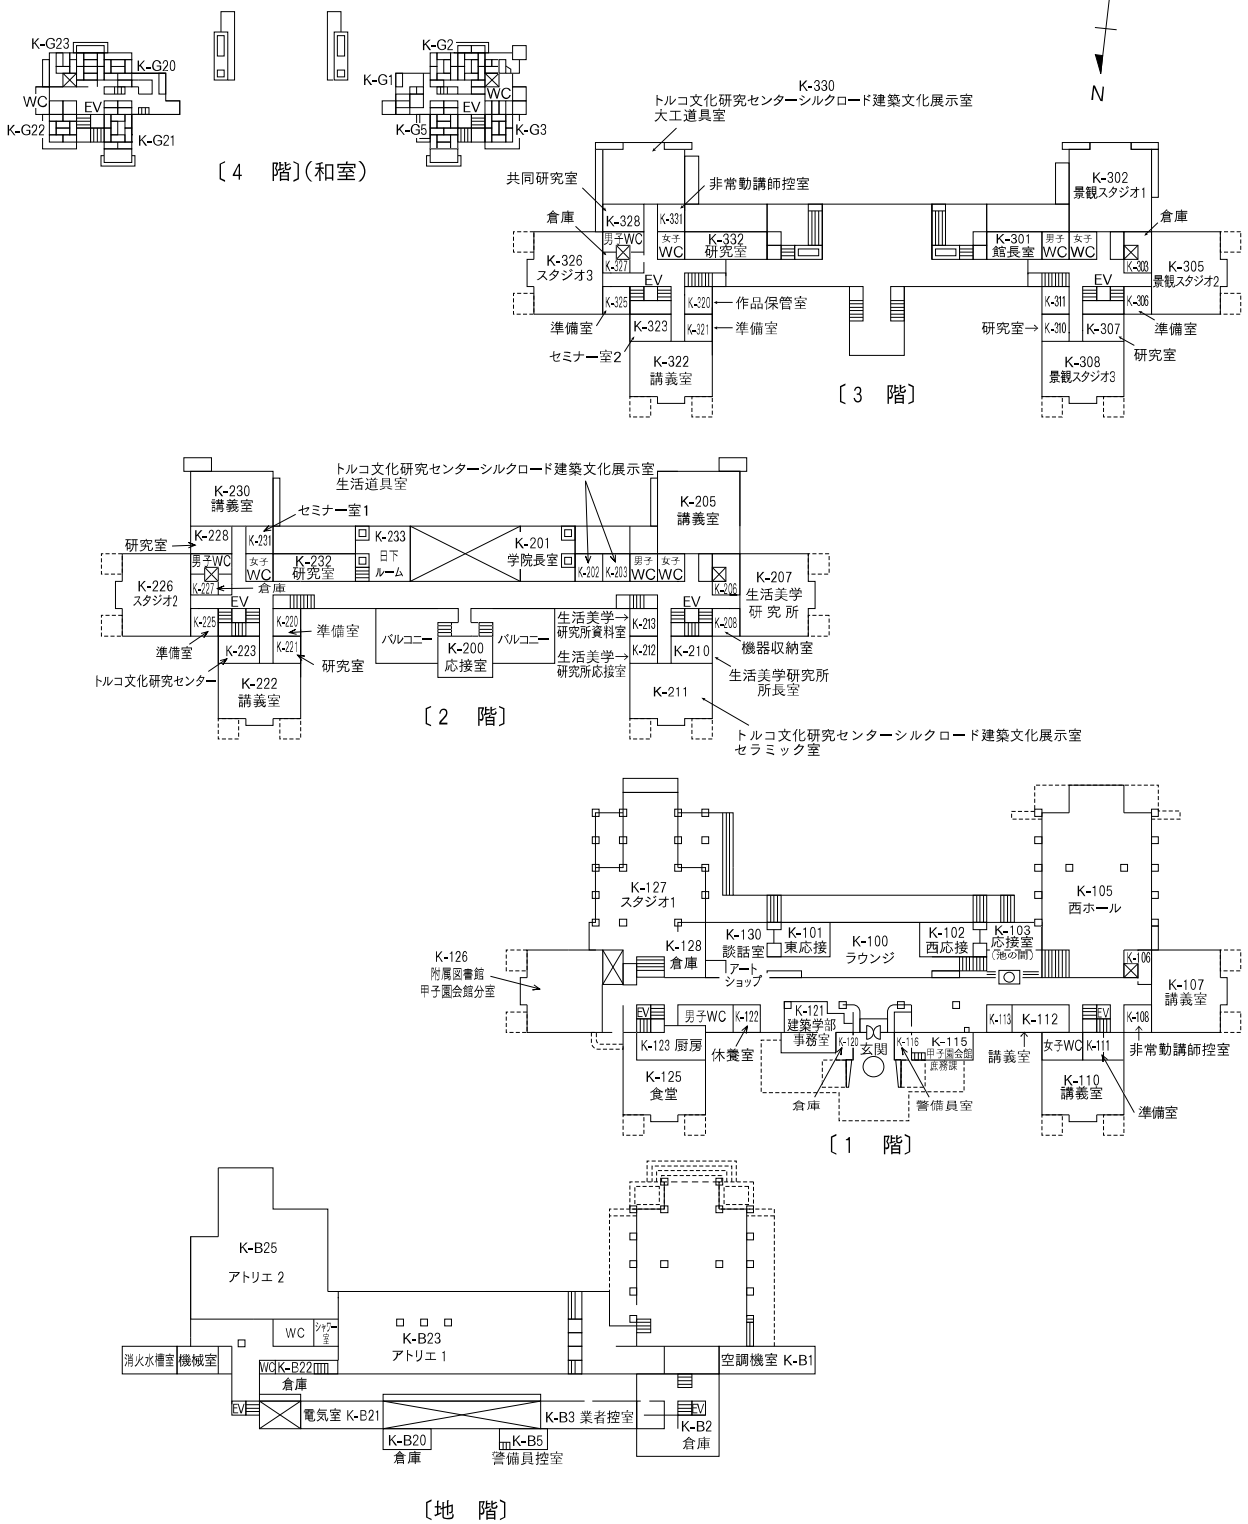 K-G23
K-G20
WC
EV
K-G22
K-G21
K-G2
K-G1
WC
EV
K-G5
K-G3
〔4 階〕(和室)
N
K-330
トルコ文化研究センターシルクロード建築文化展示室
大工道具室
共同研究室
非常勤講師控室
倉庫
K-328
K-331
男子WC
女子
WC
K-332
研究室
K-326
スタジオ3
K-327
EV
K-325
K-220
作品保管室
準備室
K-323
K-321
準備室
セミナー室2
K-322
講義室
K-302
景観スタジオ1
倉庫
K-301
館長室
男子
WC
女子
WC
K-303
K-305
景観スタジオ2
EV
K-311
K-306
研究室
K-310
K-307
準備室
研究室
K-308
景観スタジオ3
〔3 階〕
トルコ文化研究センターシルクロード建築文化展示室
生活道具室
K-230
講義室
セミナー室1
K-228
研究室
K-231
男子WC
女子
WC
K-232
研究室
K-233
日下
ルーム
K-201
学院長室
K-202
K-203
男子
WC
女子
WC
K-205
講義室
K-206
K-207
生活美学
研究所
K-226
スタジオ2
K-227
倉庫
EV
K-225
K-220
準備室
準備室
K-223
K-221
研究室
トルコ文化研究センター
K-222
講義室
バルコニー
K-200
応接室
バルコニー
生活美学
研究所資料室
K-213
EV
K-208
機器収納室
生活美学
研究所応接室
K-212
K-210
生活美学研究所
所長室
K-211
トルコ文化研究センターシルクロード建築文化展示室
セラミック室
〔2 階〕
K-127
スタジオ1
K-105
西ホール
K-126
附属図書館
甲子園会館分室
K-128
倉庫
K-130
談話室
アート
ショップ
K-101
東応接
K-100
ラウンジ
K-102
西応接
K-103
応接室
(池の間)
K-106
K-107
講義室
EV
男子WC
K-122
休養室
K-121
建築学部
事務室
K-120
玄関
K-116
K-115
甲子園会館
庶務課
K-113
K-112
講義室
EV
K-108
非常勤講師控室
K-123 厨房
K-125
食堂
倉庫
警備員室
女子WC
K-111
K-110
講義室
準備室
〔1 階〕
K-B25
アトリエ 2
WC
シャワー
室
K-B23
アトリエ 1
消火水槽室
機械室
WC
K-B22
倉庫
空調機室 K-B1
EV
電気室 K-B21
K-B3 業者控室
EV
K-B2
倉庫
K-B20
倉庫
K-B5
警備員控室
〔地 階〕